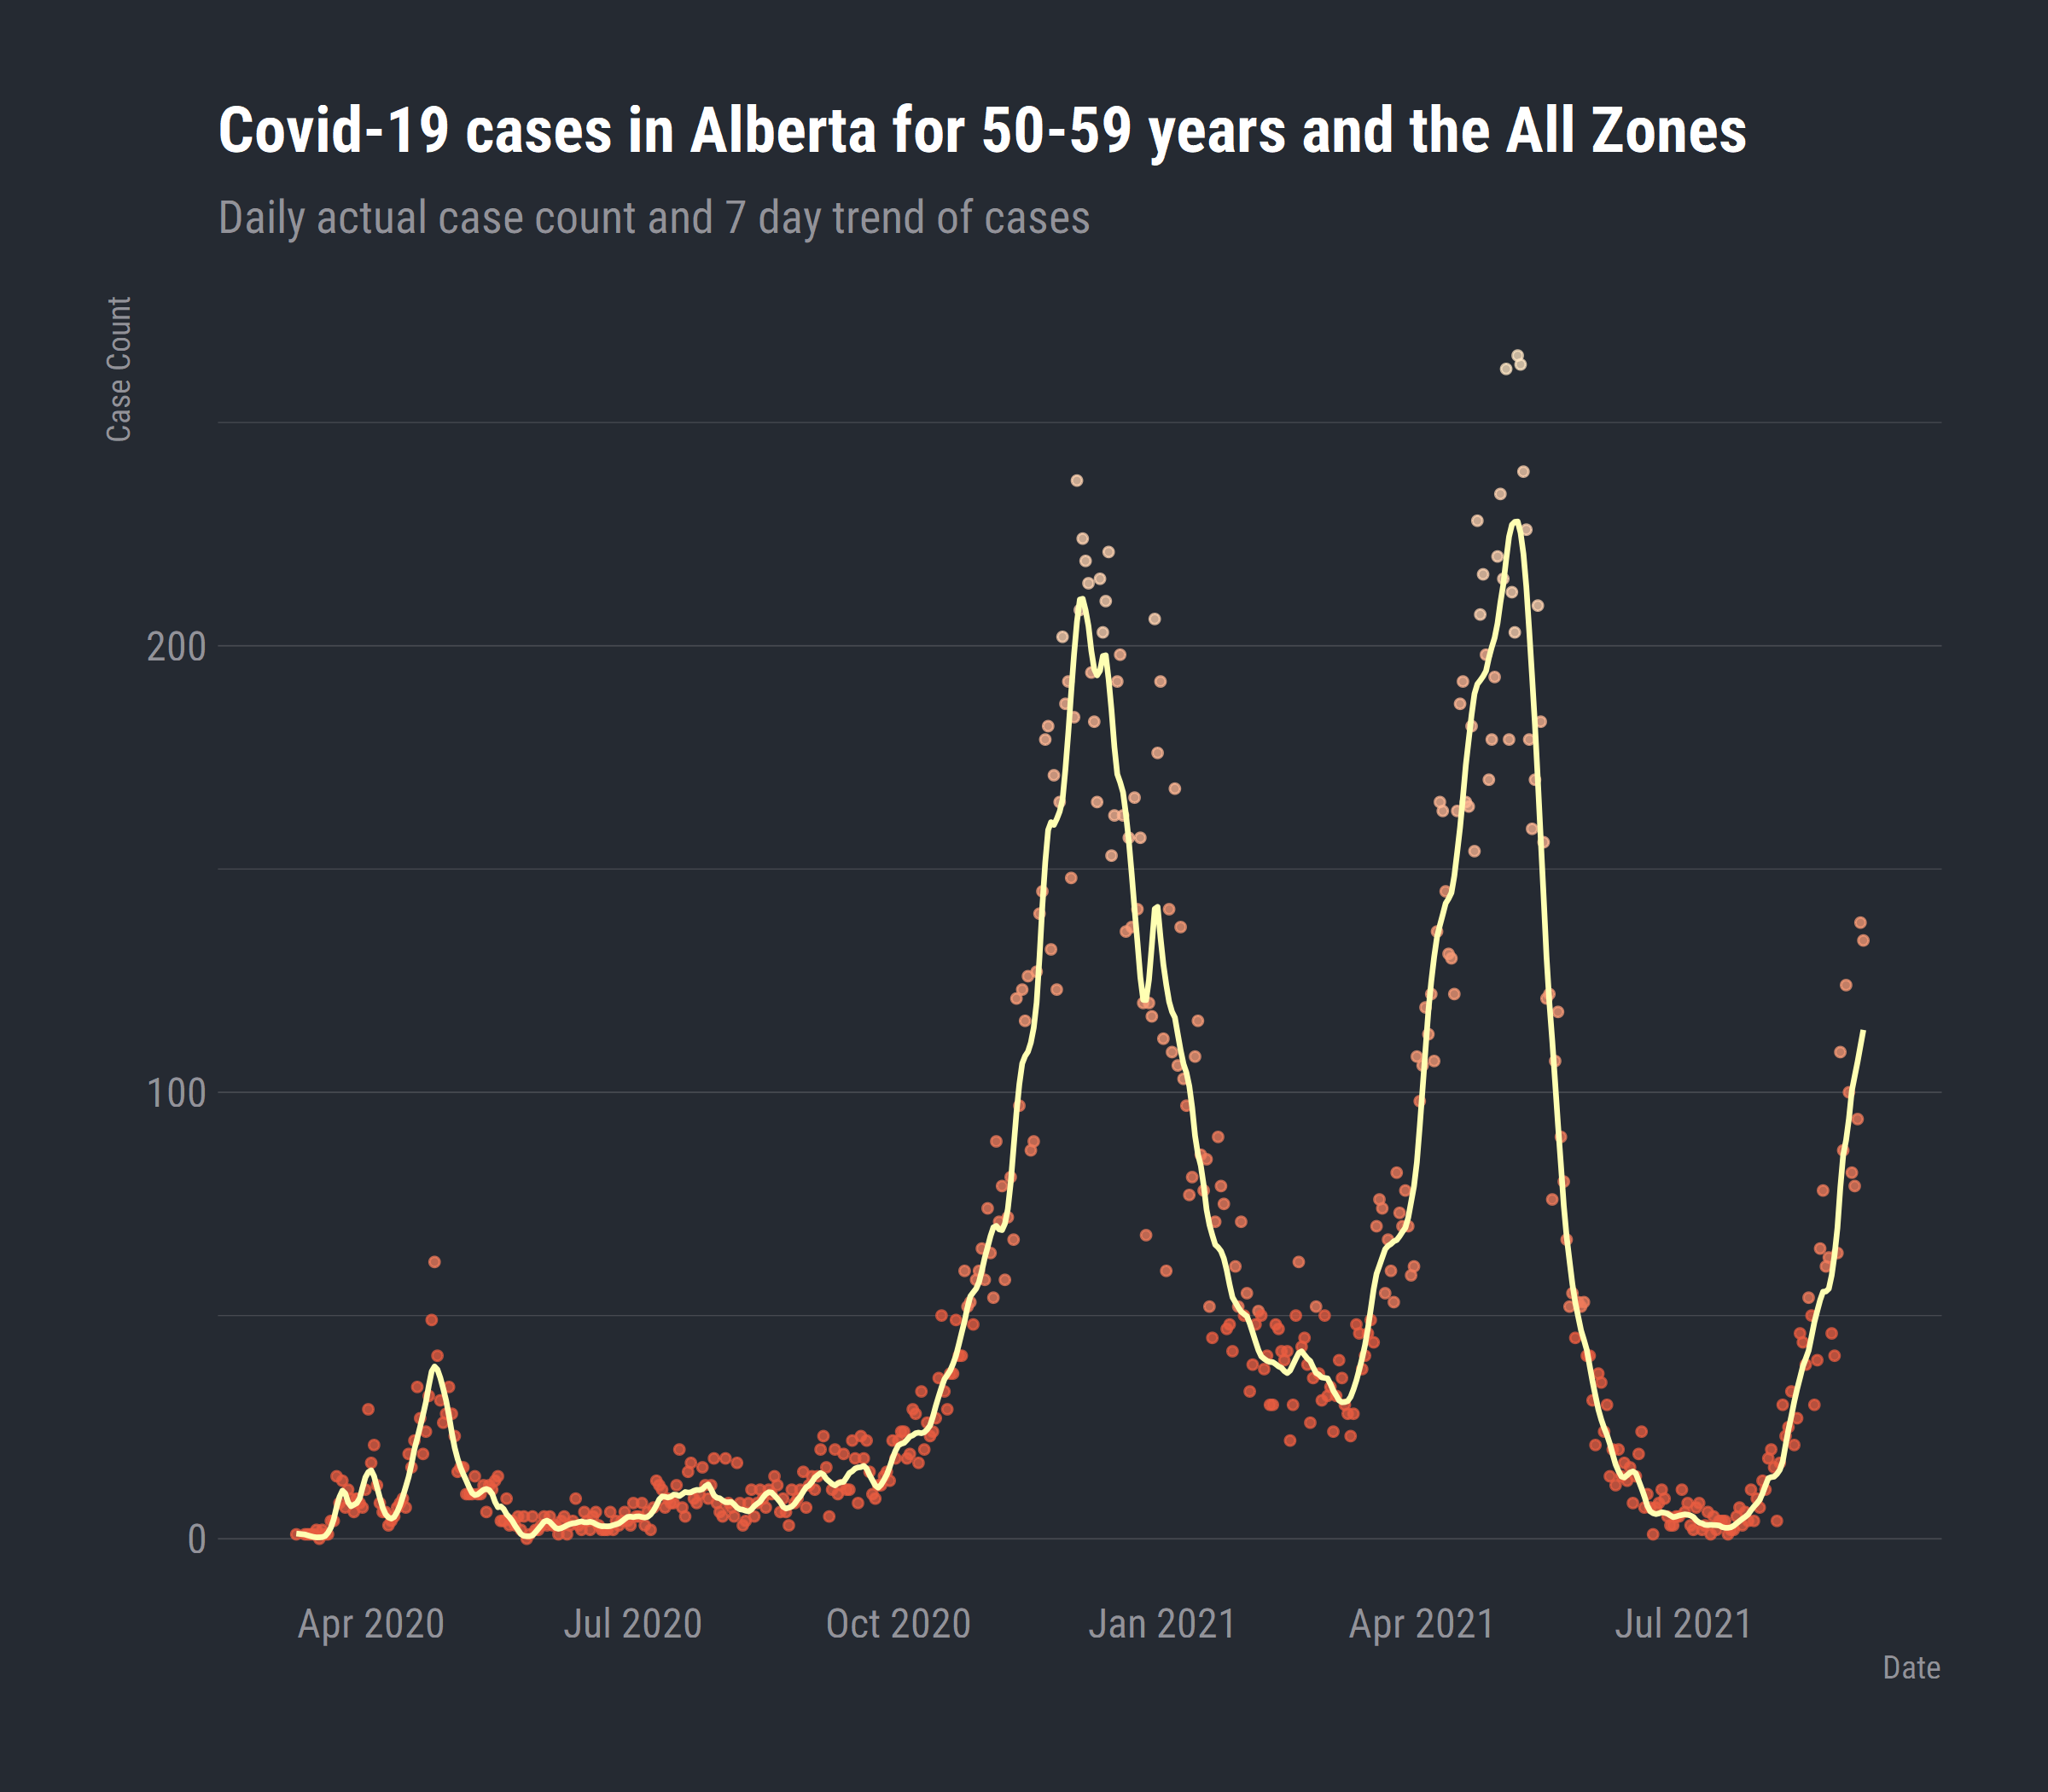 Covid-19 cases in Alberta for 50-59 years and the All Zones
Daily actual case count and 7 day trend of cases
Case Count
200
100
0
Apr 2020
Jul 2020
Oct 2020
Jan 2021
Apr 2021
Jul 2021
Date